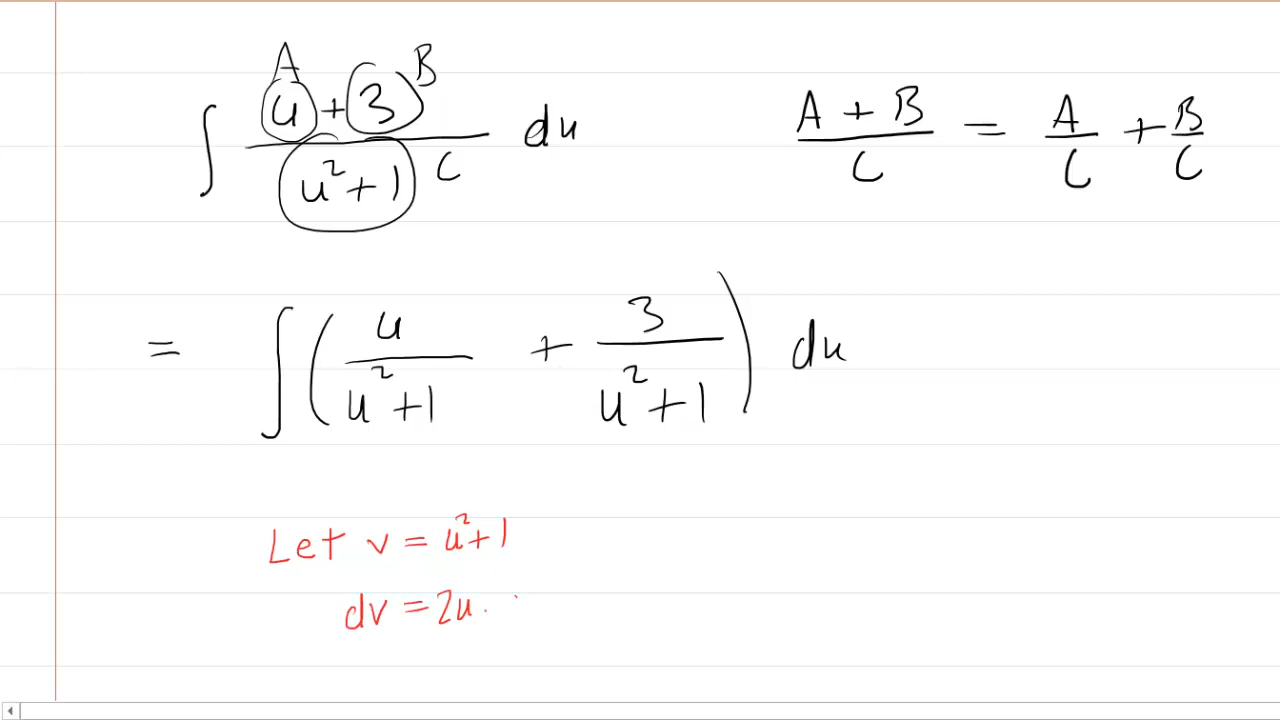 ∫ (u + 3)/(u² + 1) du A B C (A + B)/C = A/C + B/C
= ∫ ( u/(u² + 1) + 3/(u² + 1) ) du
Let v = u² + 1
dv = 2u ·